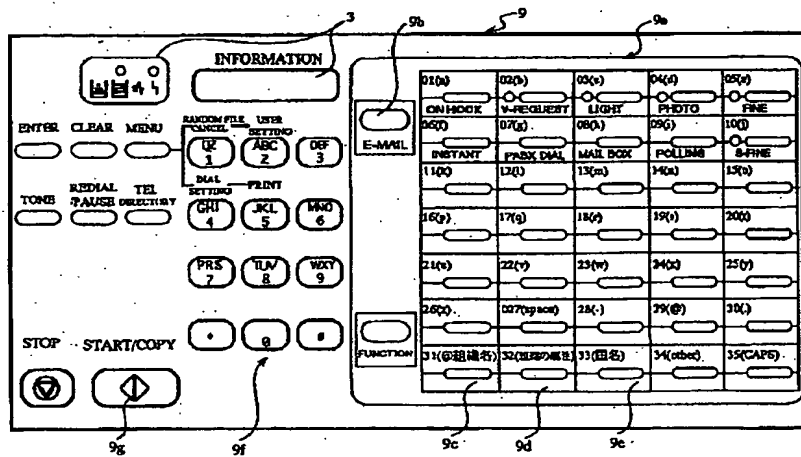 9b
9
9a
3
INFORMATION
ENTER CLEAR MENU
RANDOM FILE
CANCEL
USER
SETTING
QZ
1
ABC
2
DEF
3
DIAL
SETTING
PRINT
TONE
REDIAL
/PAUSE
TEL
DIRECTORY
GHI
4
JKL
5
MNO
6
PRS
7
TUV
8
WXY
9
*
0
#
STOP
START/COPY
9g
9f
E-MAIL
FUNCTION
01(a) 02(b) 03(c) 04(d) 05(e)
ON HOOK V-REQUEST LIGHT PHOTO FINE
06(f) 07(g) 08(h) 09(i) 10(j)
INSTANT PABX DIAL MAIL BOX POLLING S-FINE
11(k) 12(l) 13(m) 14(n) 15(o)
16(p) 17(q) 18(r) 19(s) 20(t)
21(u) 22(v) 23(w) 24(x) 25(y)
26(z) 027(space) 28(-) 29(@) 30(.)
31(@組織名) 32(組織の属性) 33(国名) 34(other) 35(CAPS)
9c
9d
9e